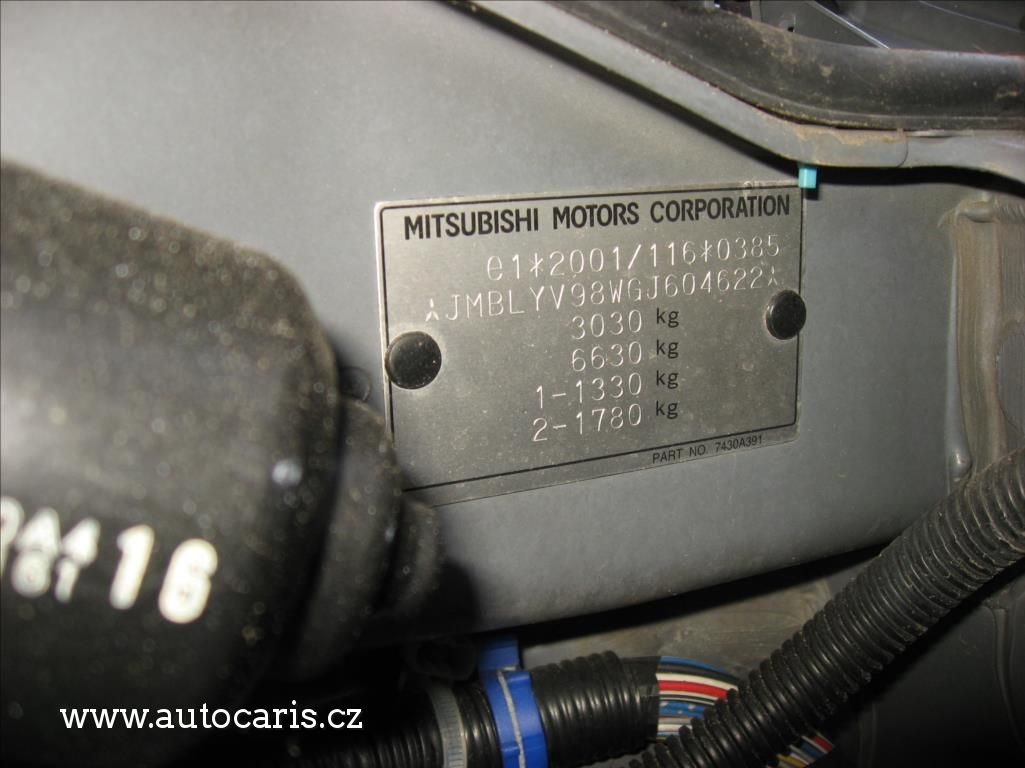 MITSUBISHI MOTORS CORPORATION
e1*2001/116*0385
JMBLYV98WGJ604622
3030 kg
6630 kg
1-1330 kg
2-1780 kg
PART NO. 7430A391
16
61
www.autocaris.cz